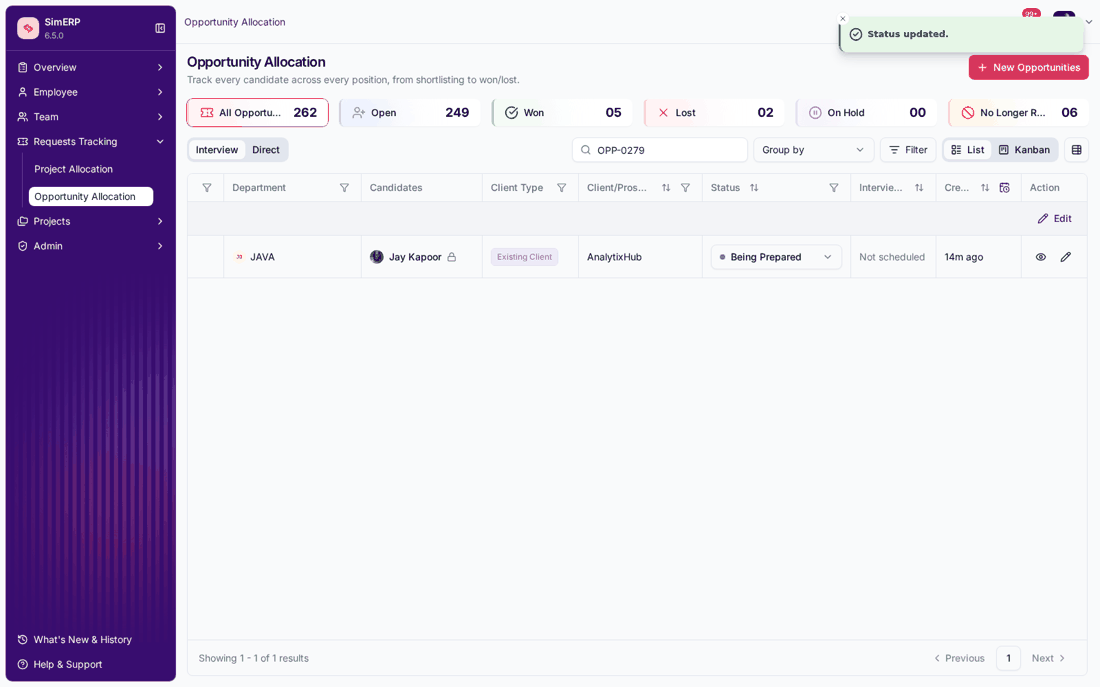 SimERP
6.5.0
Overview
Employee
Team
Requests Tracking
Project Allocation
Opportunity Allocation
Projects
Admin
What's New & History
Help & Support
Opportunity Allocation
Status updated.
Opportunity Allocation
Track every candidate across every position, from shortlisting to won/lost.
New Opportunities
All Opportu... 262
Open 249
Won 05
Lost 02
On Hold 00
No Longer R... 06
Interview Direct
OPP-0279
Group by
Filter
List Kanban
Department Candidates Client Type Client/Pros... Status Intervie... Cre... Action
Edit
JAVA Jay Kapoor Existing Client AnalytixHub Being Prepared Not scheduled 14m ago
Showing 1 - 1 of 1 results
Previous 1 Next